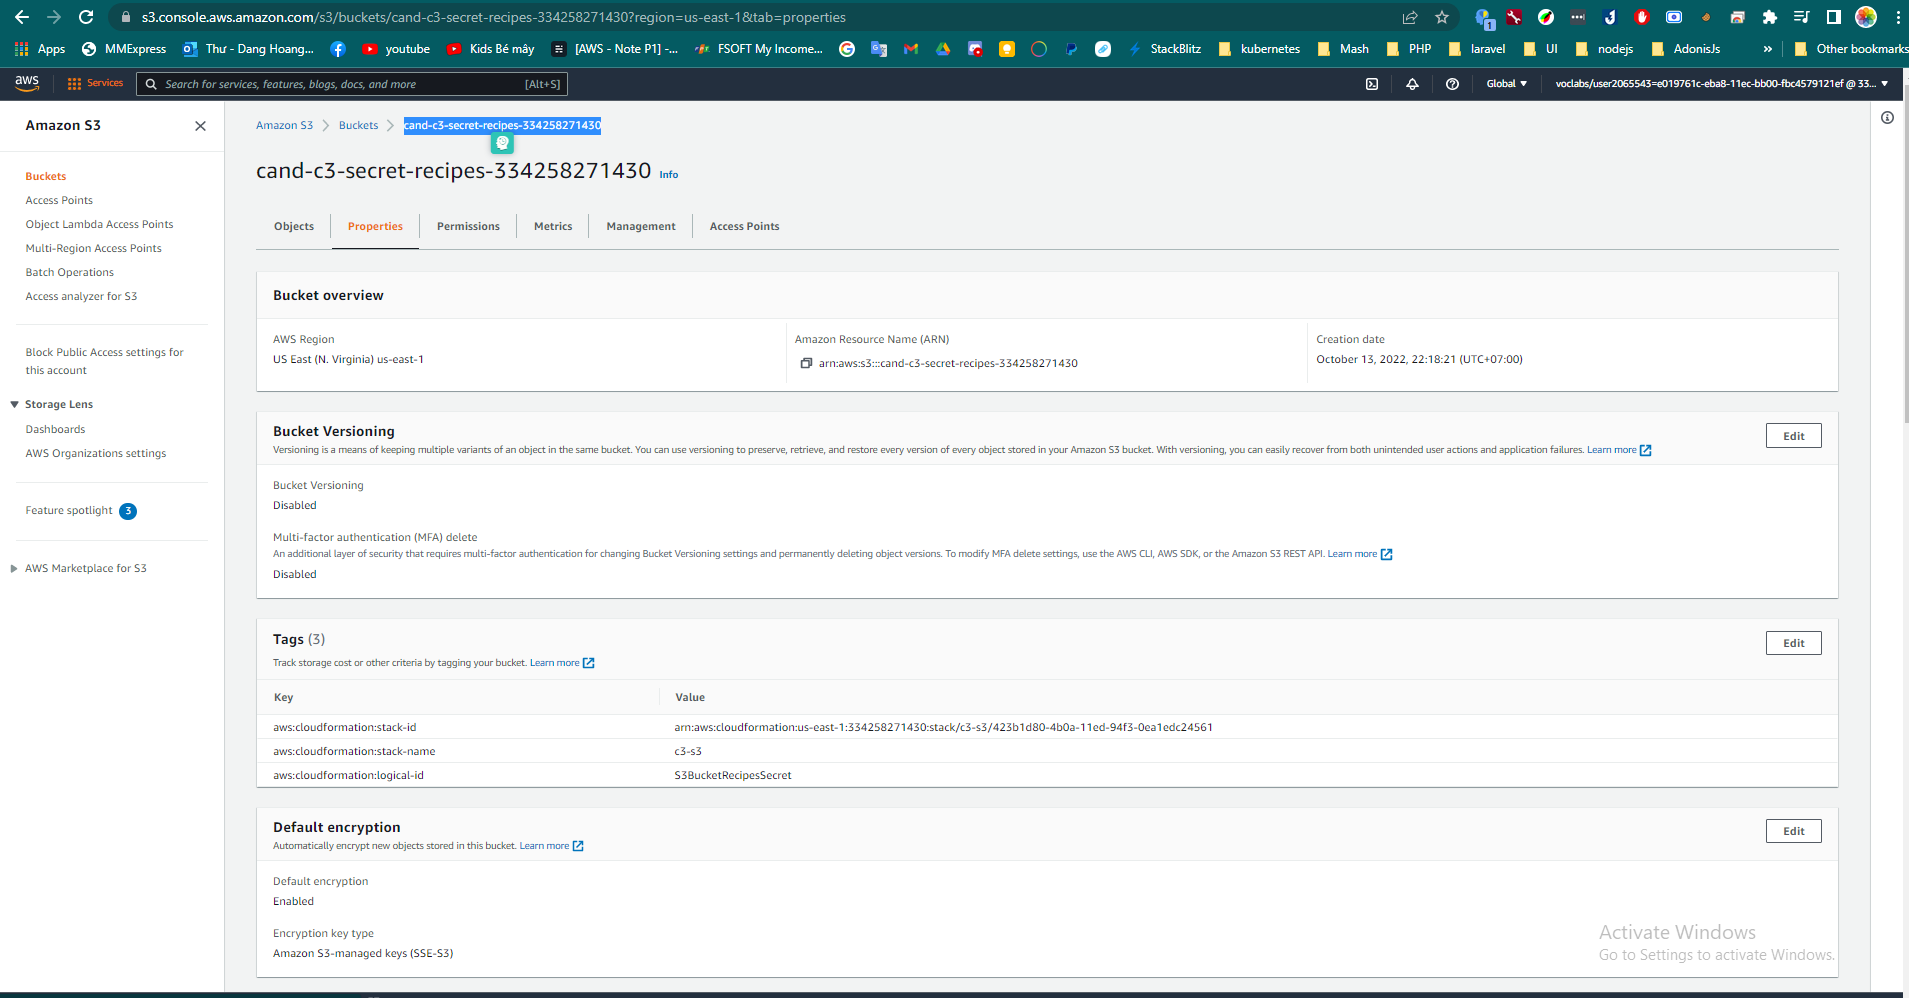 s3.console.aws.amazon.com/s3/buckets/cand-c3-secret-recipes-334258271430?region=us-east-1&tab=properties
1
Apps MMExpress Thư - Dang Hoang... youtube Kids Bé mây [AWS - Note P1] -... FSOFT My Income... StackBlitz kubernetes Mash PHP laravel UI nodejs AdonisJs » Other bookmarks
aws Services Search for services, features, blogs, docs, and more [Alt+S] Global voclabs/user2065543=e019761c-eba8-11ec-bb00-fbc4579121ef @ 33...
Amazon S3
Buckets
Access Points
Object Lambda Access Points
Multi-Region Access Points
Batch Operations
Access analyzer for S3
Block Public Access settings for
this account
Storage Lens
Dashboards
AWS Organizations settings
Feature spotlight 3
AWS Marketplace for S3
Amazon S3 Buckets cand-c3-secret-recipes-334258271430
cand-c3-secret-recipes-334258271430 Info
Objects Properties Permissions Metrics Management Access Points
Bucket overview
AWS Region
US East (N. Virginia) us-east-1
Amazon Resource Name (ARN)
arn:aws:s3:::cand-c3-secret-recipes-334258271430
Creation date
October 13, 2022, 22:18:21 (UTC+07:00)
Bucket Versioning
Edit
Versioning is a means of keeping multiple variants of an object in the same bucket. You can use versioning to preserve, retrieve, and restore every version of every object stored in your Amazon S3 bucket. With versioning, you can easily recover from both unintended user actions and application failures. Learn more
Bucket Versioning
Disabled
Multi-factor authentication (MFA) delete
An additional layer of security that requires multi-factor authentication for changing Bucket Versioning settings and permanently deleting object versions. To modify MFA delete settings, use the AWS CLI, AWS SDK, or the Amazon S3 REST API. Learn more
Disabled
Tags (3)
Edit
Track storage cost or other criteria by tagging your bucket. Learn more
Key Value
aws:cloudformation:stack-id arn:aws:cloudformation:us-east-1:334258271430:stack/c3-s3/423b1d80-4b0a-11ed-94f3-0ea1edc24561
aws:cloudformation:stack-name c3-s3
aws:cloudformation:logical-id S3BucketRecipesSecret
Default encryption
Edit
Automatically encrypt new objects stored in this bucket. Learn more
Default encryption
Enabled
Encryption key type
Amazon S3-managed keys (SSE-S3)
Activate Windows
Go to Settings to activate Windows.